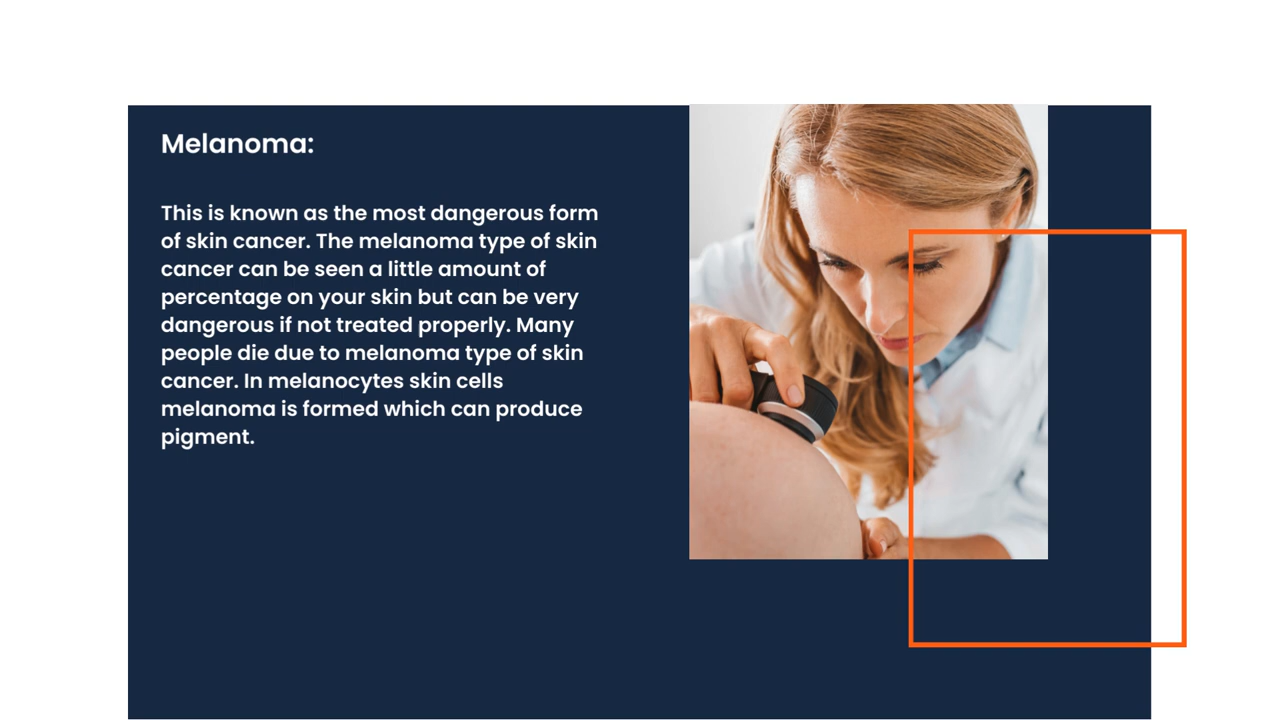 Melanoma:
This is known as the most dangerous form
of skin cancer. The melanoma type of skin
cancer can be seen a little amount of
percentage on your skin but can be very
dangerous if not treated properly. Many
people die due to melanoma type of skin
cancer. In melanocytes skin cells
melanoma is formed which can produce
pigment.